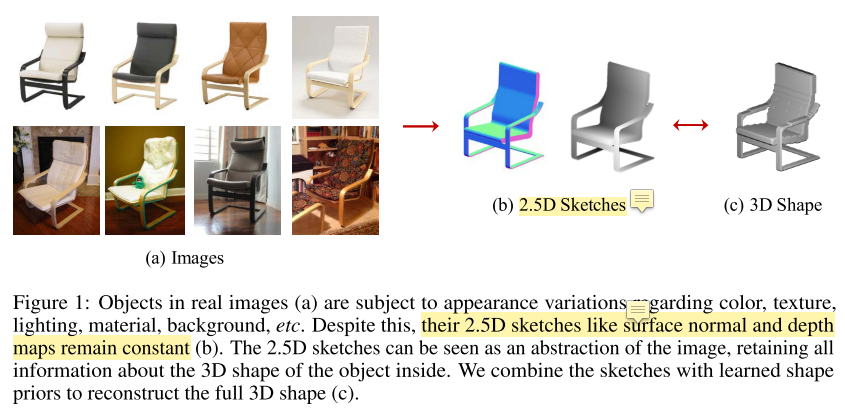 (b) 2.5D Sketches
(c) 3D Shape
(a) Images
Figure 1: Objects in real images (a) are subject to appearance variations regarding color, texture,
lighting, material, background, etc. Despite this, their 2.5D sketches like surface normal and depth
maps remain constant (b). The 2.5D sketches can be seen as an abstraction of the image, retaining all
information about the 3D shape of the object inside. We combine the sketches with learned shape
priors to reconstruct the full 3D shape (c).